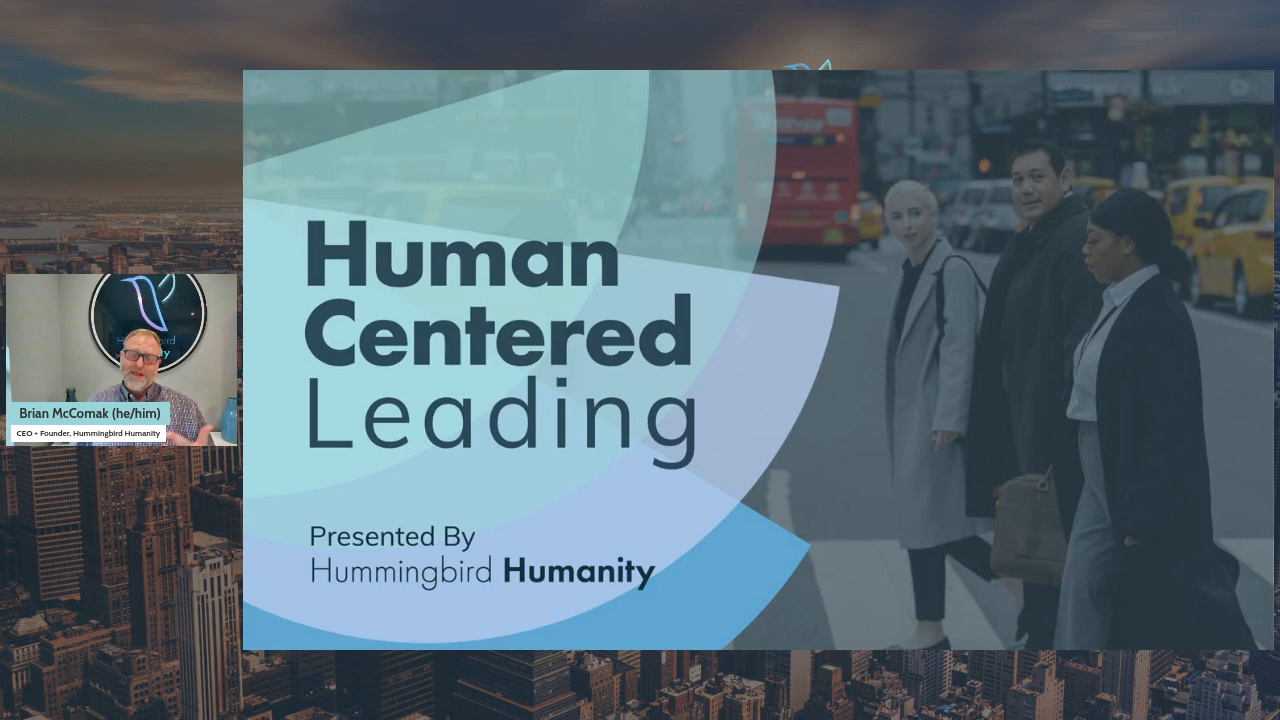 Human
Centered
Leading
Presented By
Hummingbird Humanity
Brian McComak (he/him)
CEO + Founder, Hummingbird Humanity